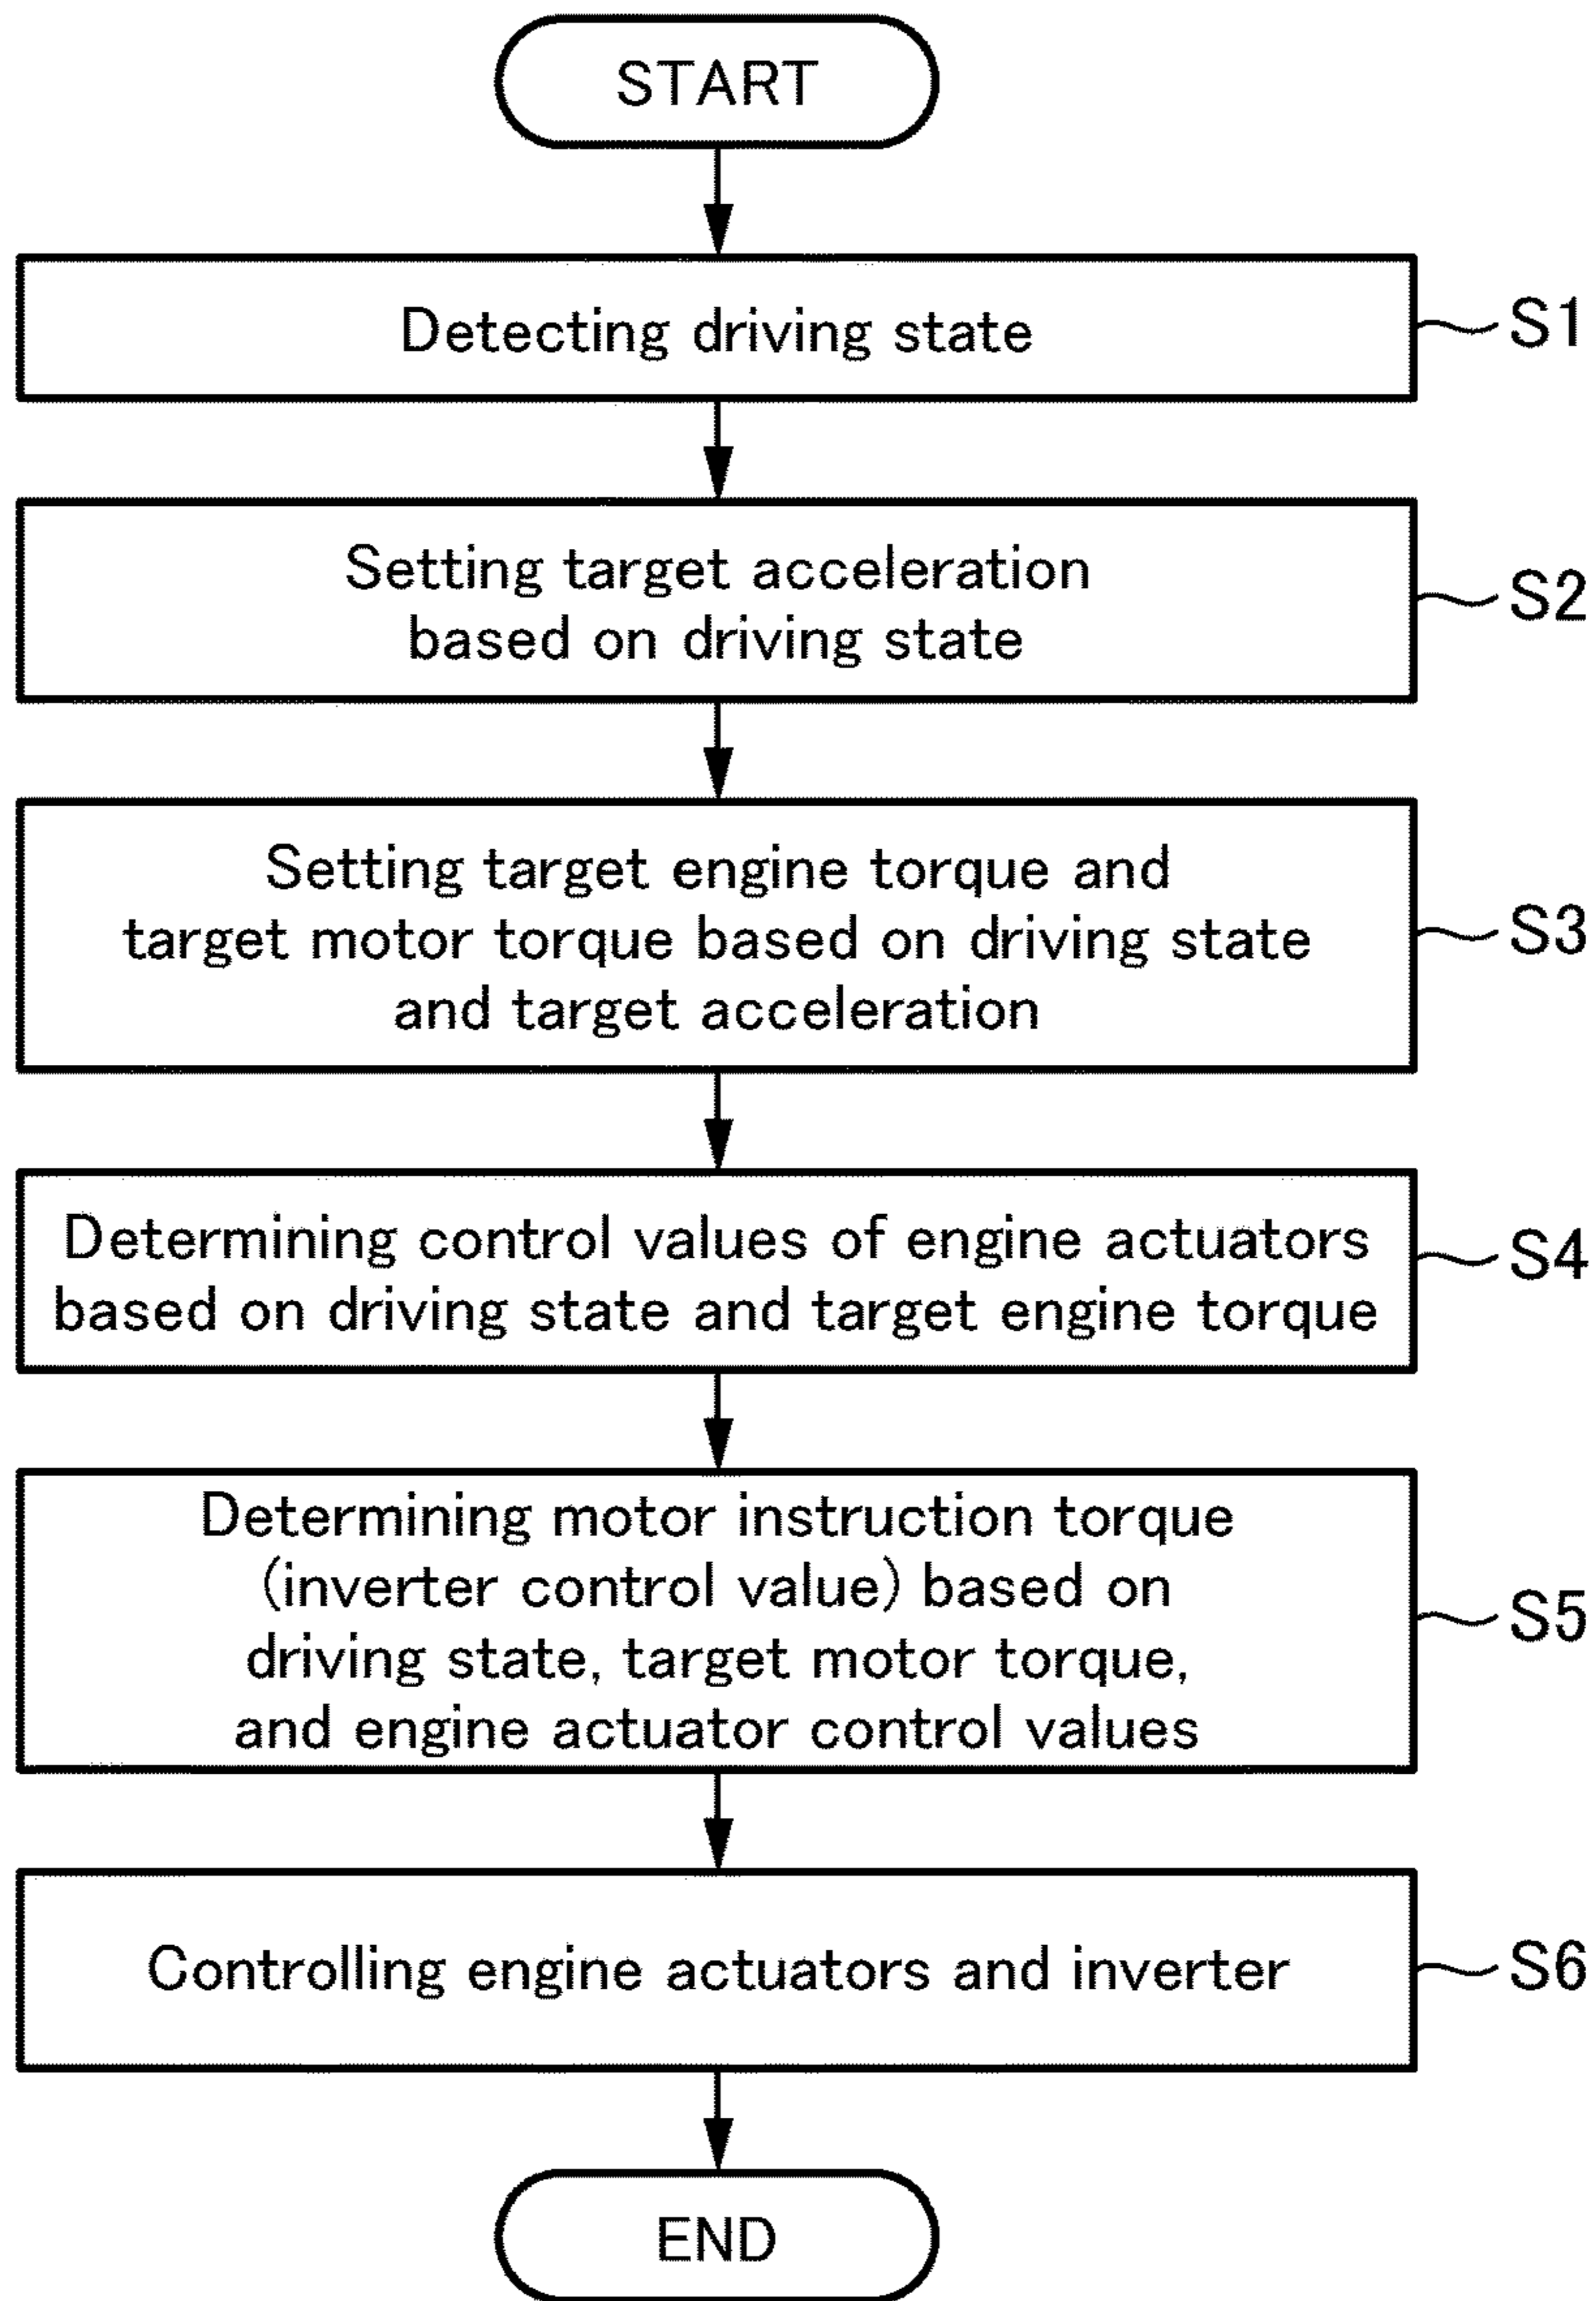 START
Detecting driving state
S1
Setting target acceleration
based on driving state
S2
Setting target engine torque and
target motor torque based on driving state
and target acceleration
S3
Determining control values of engine actuators
based on driving state and target engine torque
S4
Determining motor instruction torque
(inverter control value) based on
driving state, target motor torque,
and engine actuator control values
S5
Controlling engine actuators and inverter
S6
END